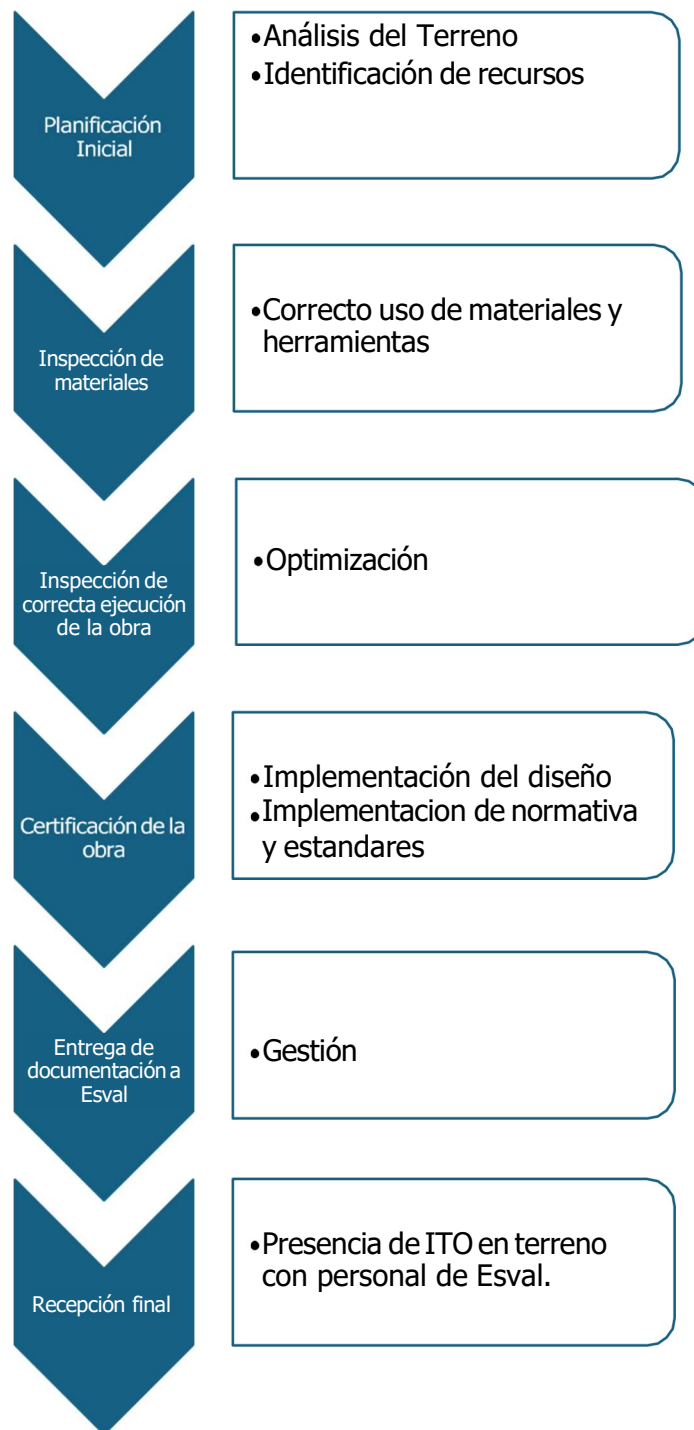 Planificación
Inicial
•Análisis del Terreno
•Identificación de recursos
Inspección de
materiales
•Correcto uso de materiales y
herramientas
Inspección de
correcta ejecución
de la obra
•Optimización
Certificación de la
obra
•Implementación del diseño
•Implementacion de normativa
y estandares
Entrega de
documentación a
Esval
•Gestión
Recepción final
•Presencia de ITO en terreno
con personal de Esval.